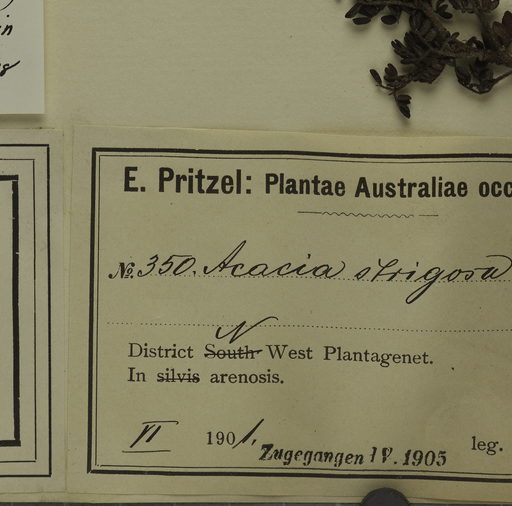 E. Pritzel: Plantae Australiae occ
No. 350. Acacia strigosa
N
District South West Plantagenet.
In silvis arenosis.
VI 1901.
Zugegangen IV. 1905
leg.